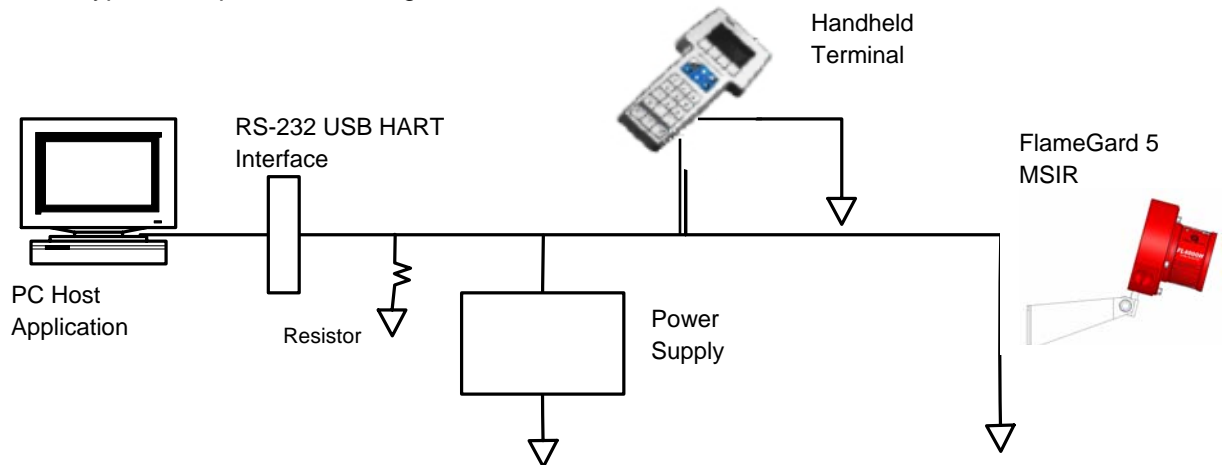 Handheld
Terminal
RS-232 USB HART
Interface
FlameGard 5
MSIR
PC Host
Application
Resistor
Power
Supply